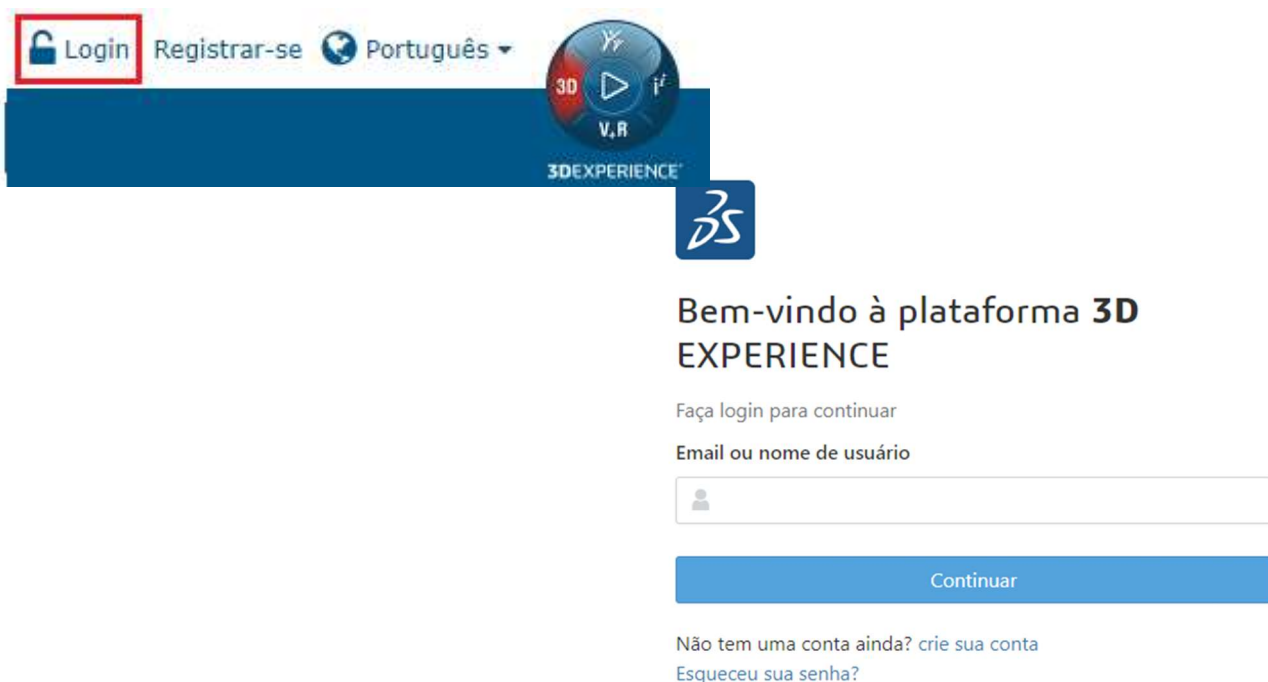 Login Registrar-se Português
3D
V,R
3DEXPERIENCE
Bem-vindo à plataforma 3D
EXPERIENCE
Faça login para continuar
Email ou nome de usuário
Continuar
Não tem uma conta ainda? crie sua conta
Esqueceu sua senha?